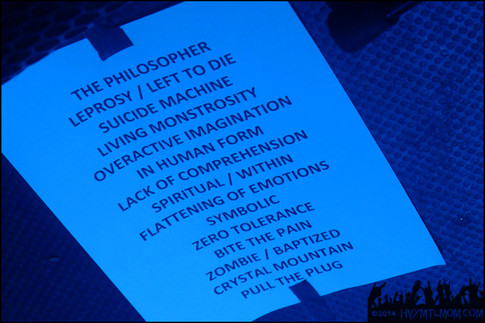 THE PHILOSOPHER
LEPROSY / LEFT TO DIE
SUICIDE MACHINE
LIVING MONSTROSITY
OVERACTIVE IMAGINATION
IN HUMAN FORM
LACK OF COMPREHENSION
SPIRITUAL / WITHIN
FLATTENING OF EMOTIONS
SYMBOLIC
ZERO TOLERANCE
BITE THE PAIN
ZOMBIE / BAPTIZED
CRYSTAL MOUNTAIN
PULL THE PLUG